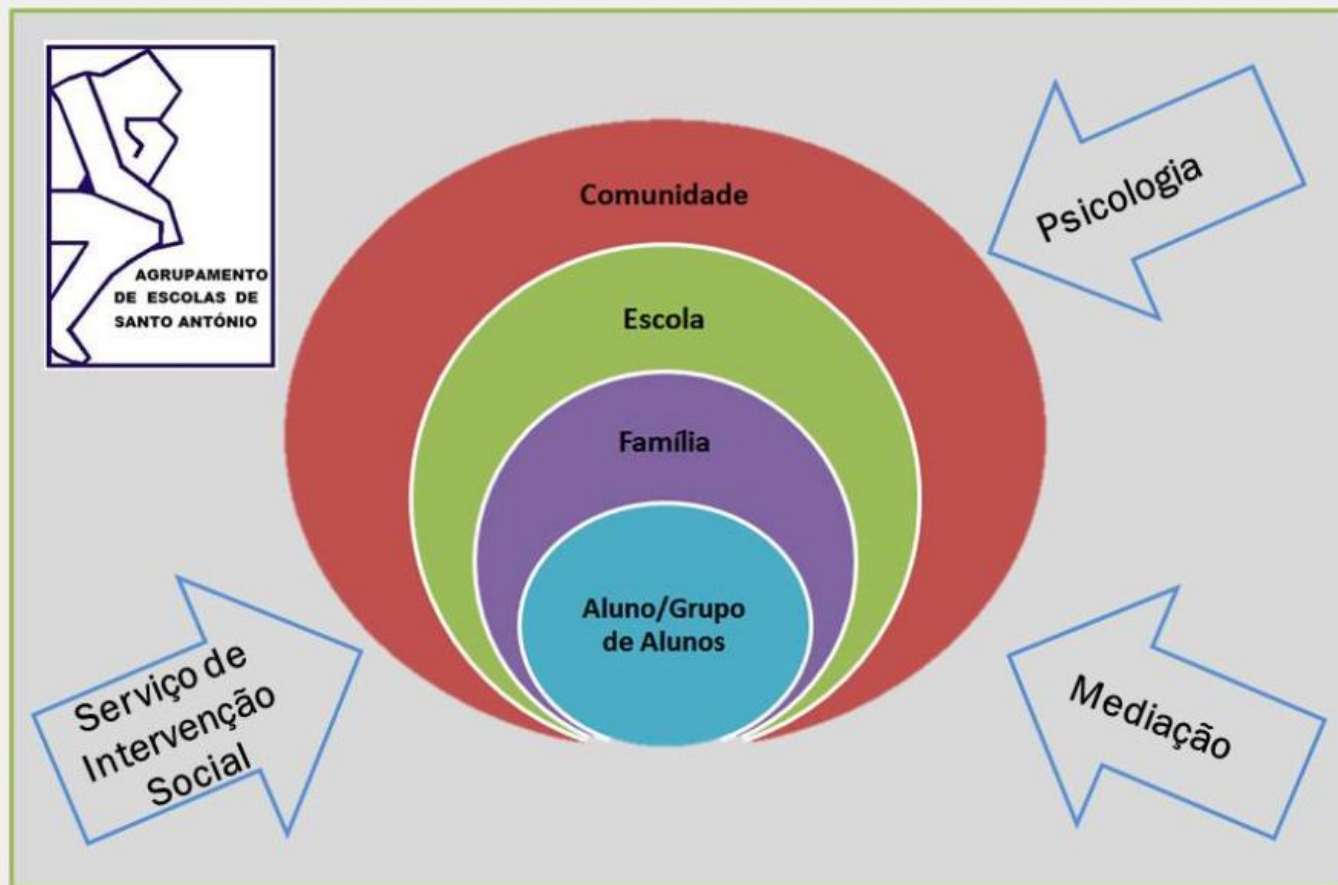 AGRUPAMENTO
DE ESCOLAS DE
SANTO ANTÓNIO
Comunidade
Psicologia
Escola
Família
Aluno/Grupo
de Alunos
Serviço de
Intervenção
Social
Mediação